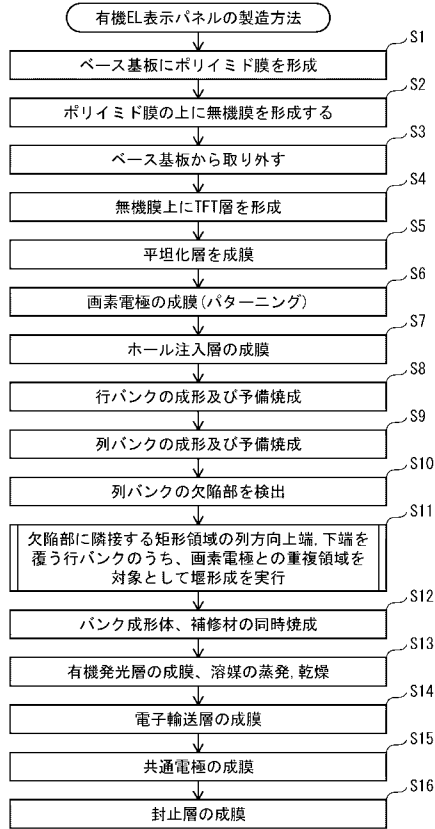 有機EL表示パネルの製造方法
S1
ベース基板にポリイミド膜を形成
S2
ポリイミド膜の上に無機膜を形成する
S3
ベース基板から取り外す
S4
無機膜上にTFT層を形成
S5
平坦化層を成膜
S6
画素電極の成膜(パターニング)
S7
ホール注入層の成膜
S8
行バンクの成形及び予備焼成
S9
列バンクの成形及び予備焼成
S10
列バンクの欠陥部を検出
S11
欠陥部に隣接する矩形領域の列方向上端,下端を
覆う行バンクのうち、画素電極との重複領域を
対象として堰形成を実行
S12
バンク成形体、補修材の同時焼成
S13
有機発光層の成膜、溶媒の蒸発,乾燥
S14
電子輸送層の成膜
S15
共通電極の成膜
S16
封止層の成膜